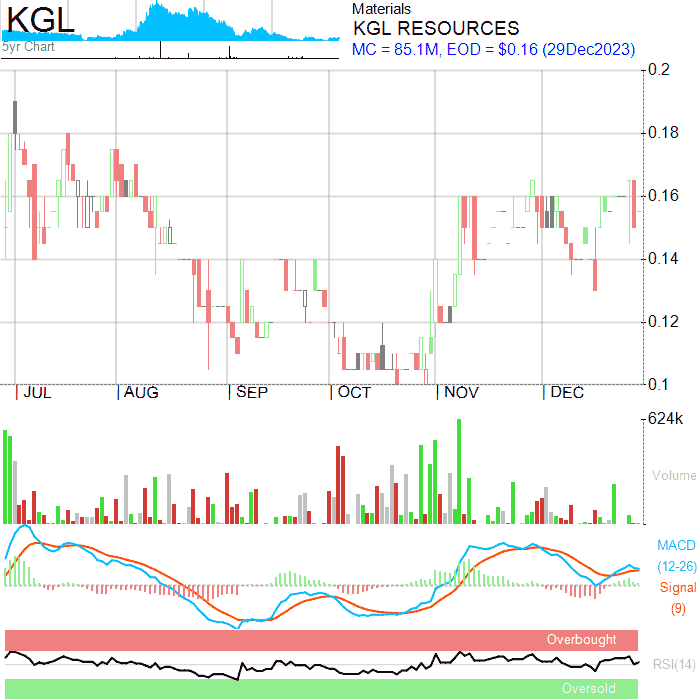 KGL
5yr Chart
Materials
KGL RESOURCES
MC = 85.1M, EOD = $0.16 (29Dec2023)
0.2
0.18
0.16
0.14
0.12
0.1
JUL AUG SEP OCT NOV DEC
624k
Volume
MACD
(12-26)
Signal
(9)
Overbought
RSI(14)
Oversold